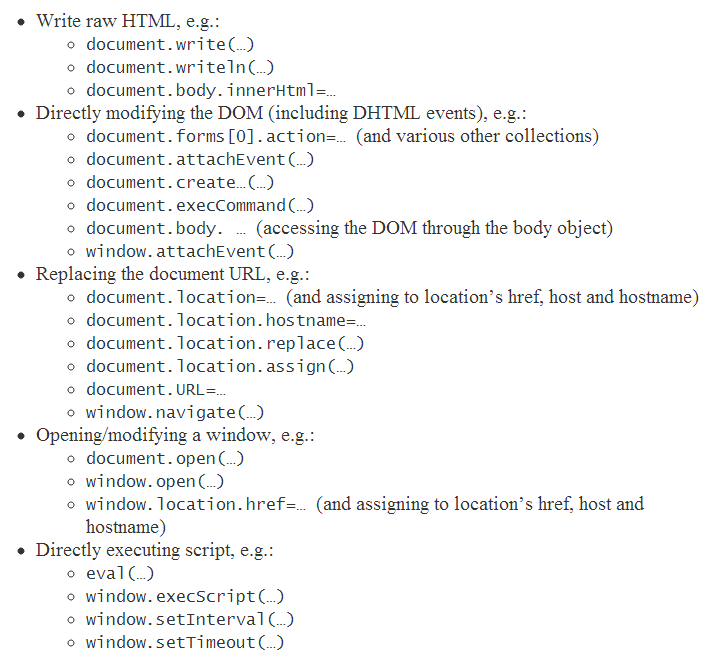 • Write raw HTML, e.g.:
◦ document.write(…)
◦ document.writeln(…)
◦ document.body.innerHtml=…
• Directly modifying the DOM (including DHTML events), e.g.:
◦ document.forms[0].action=… (and various other collections)
◦ document.attachEvent(…)
◦ document.create…(…)
◦ document.execCommand(…)
◦ document.body. … (accessing the DOM through the body object)
◦ window.attachEvent(…)
• Replacing the document URL, e.g.:
◦ document.location=… (and assigning to location’s href, host and hostname)
◦ document.location.hostname=…
◦ document.location.replace(…)
◦ document.location.assign(…)
◦ document.URL=…
◦ window.navigate(…)
• Opening/modifying a window, e.g.:
◦ document.open(…)
◦ window.open(…)
◦ window.location.href=… (and assigning to location’s href, host and
hostname)
• Directly executing script, e.g.:
◦ eval(…)
◦ window.execScript(…)
◦ window.setInterval(…)
◦ window.setTimeout(…)